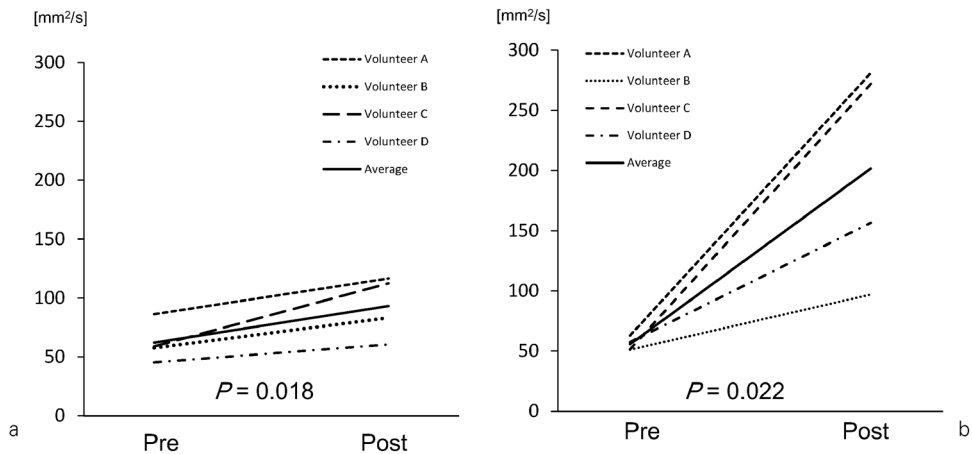 [mm²/s]
300
250
200
150
100
50
0
Volunteer A
Volunteer B
Volunteer C
Volunteer D
Average
P = 0.018
Pre
Post
a
[mm²/s]
300
250
200
150
100
50
0
Volunteer A
Volunteer B
Volunteer C
Volunteer D
Average
P = 0.022
Pre
Post
b